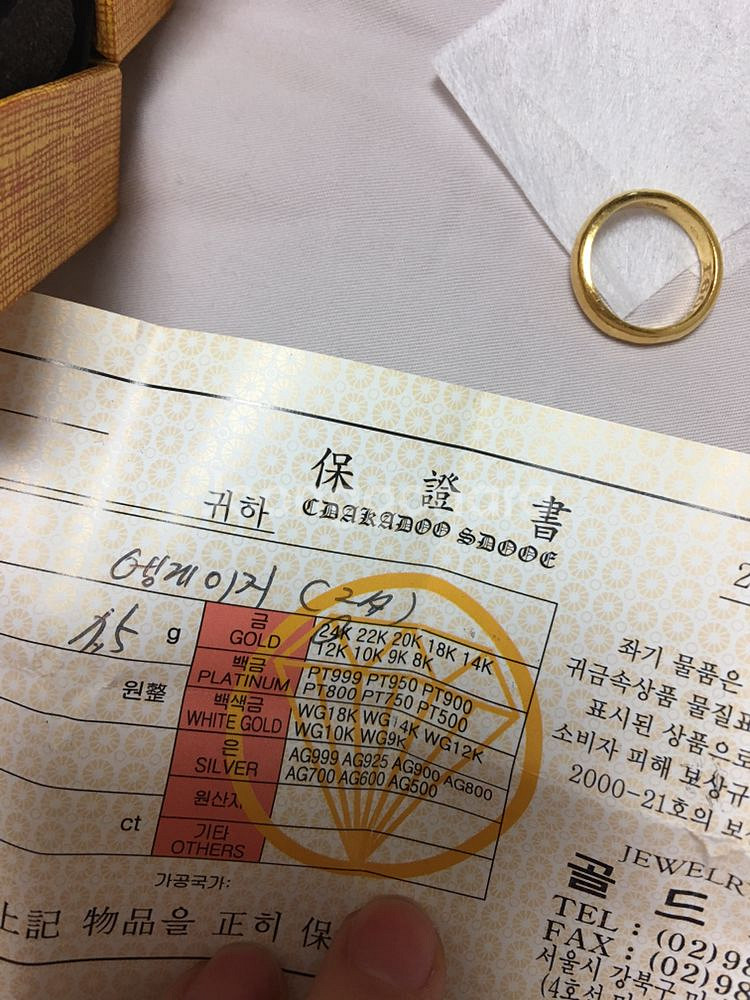 保 證 書
귀하
CDAKADOO SDOOE
g
금
GOLD
24K 22K 20K 18K 14K
12K 10K 9K 8K
백금
PLATINUM
PT999 PT950 PT900
PT800 PT750 PT500
원整
백색금
WHITE GOLD
WG18K WG14K WG12K
WG10K WG9K
은
SILVER
AG999 AG925 AG900 AG800
AG700 AG600 AG500
원산지
ct
기타
OTHERS
가공국가:
上記 物品을 正히 保
2
좌기 물품은
귀금속상품 물질표
표시된 상품으로
소비자 피해 보상규
2000-21호의 보
JEWELR
골드
TEL : (02)98
FAX : (02)98
서울시 강북구
(4호선